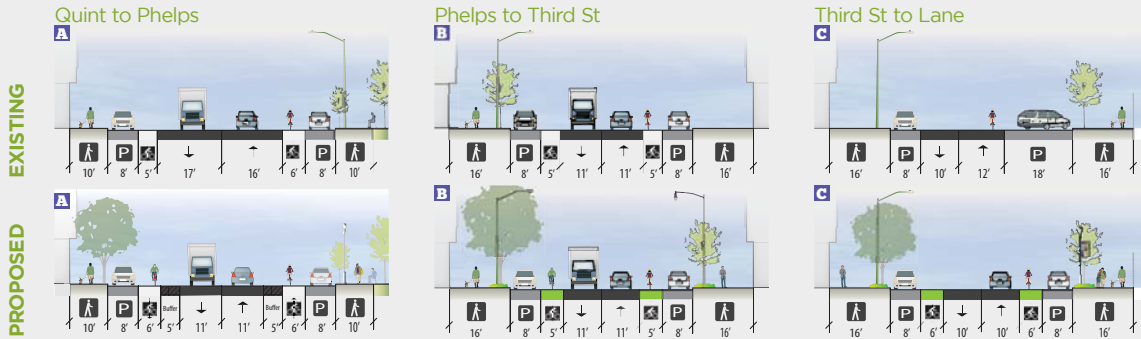 Quint to Phelps
Phelps to Third St
Third St to Lane
EXISTING
A
P
P
10' 8' 5' 17' 16' 6' 8' 10'
B
P
P
16' 8' 5' 11' 11' 5' 8' 16'
C
P
P
16' 8' 10' 12' 18' 16'
PROPOSED
A
P
Buffer
Buffer
P
10' 8' 6' 5' 11' 11' 5' 6' 8' 10'
B
P
P
16' 8' 5' 11' 11' 5' 8' 16'
C
P
P
16' 8' 6' 10' 10' 6' 8' 16'